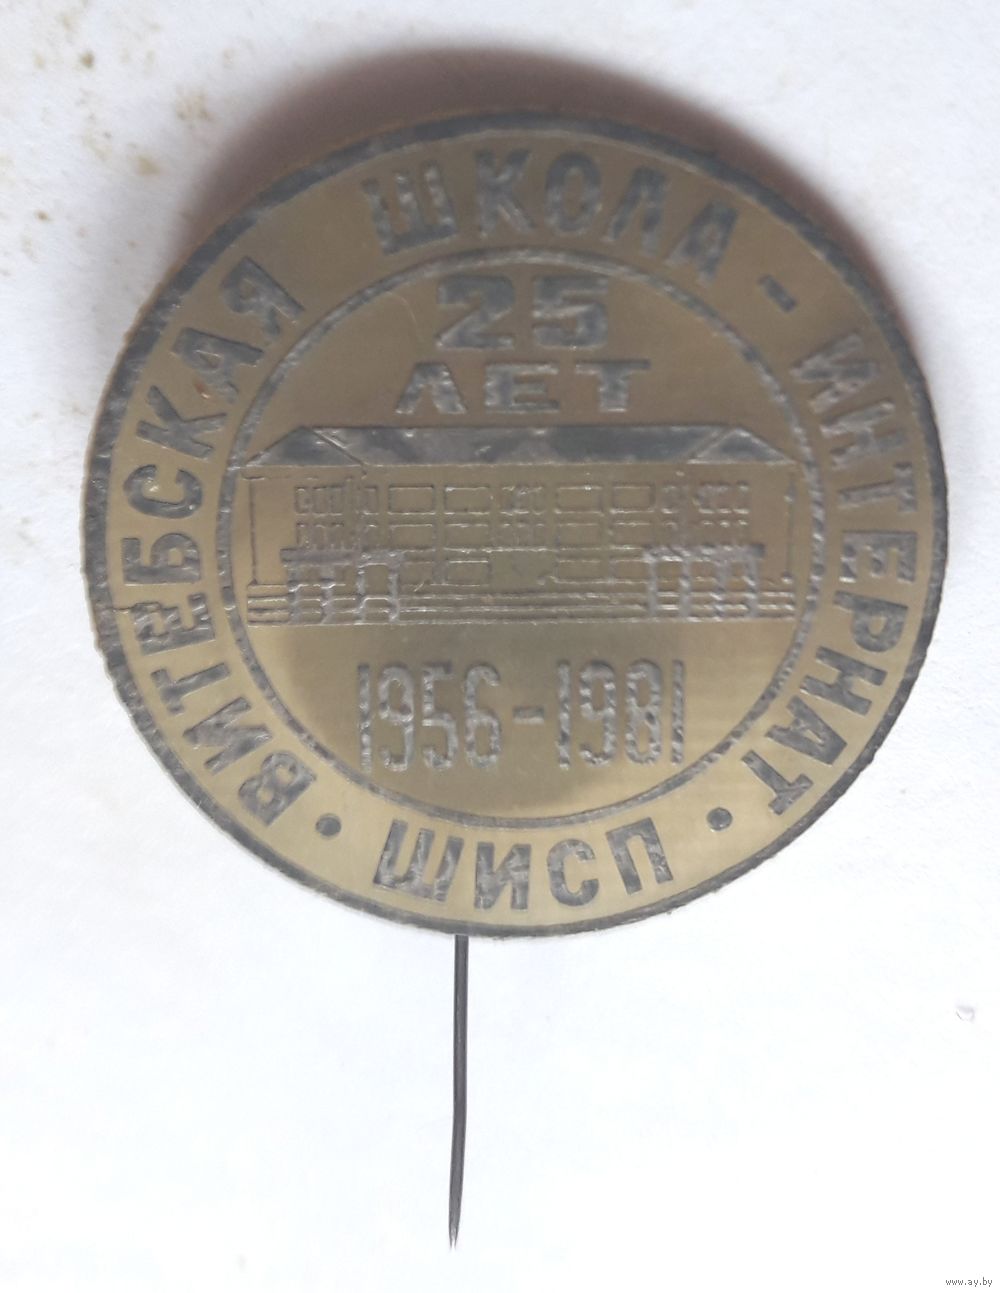 ВИТЕБСКАЯ ШКОЛА - ИНТЕРНАТ
• ШИСП •
25
ЛЕТ
1956-1981
www.ay.by